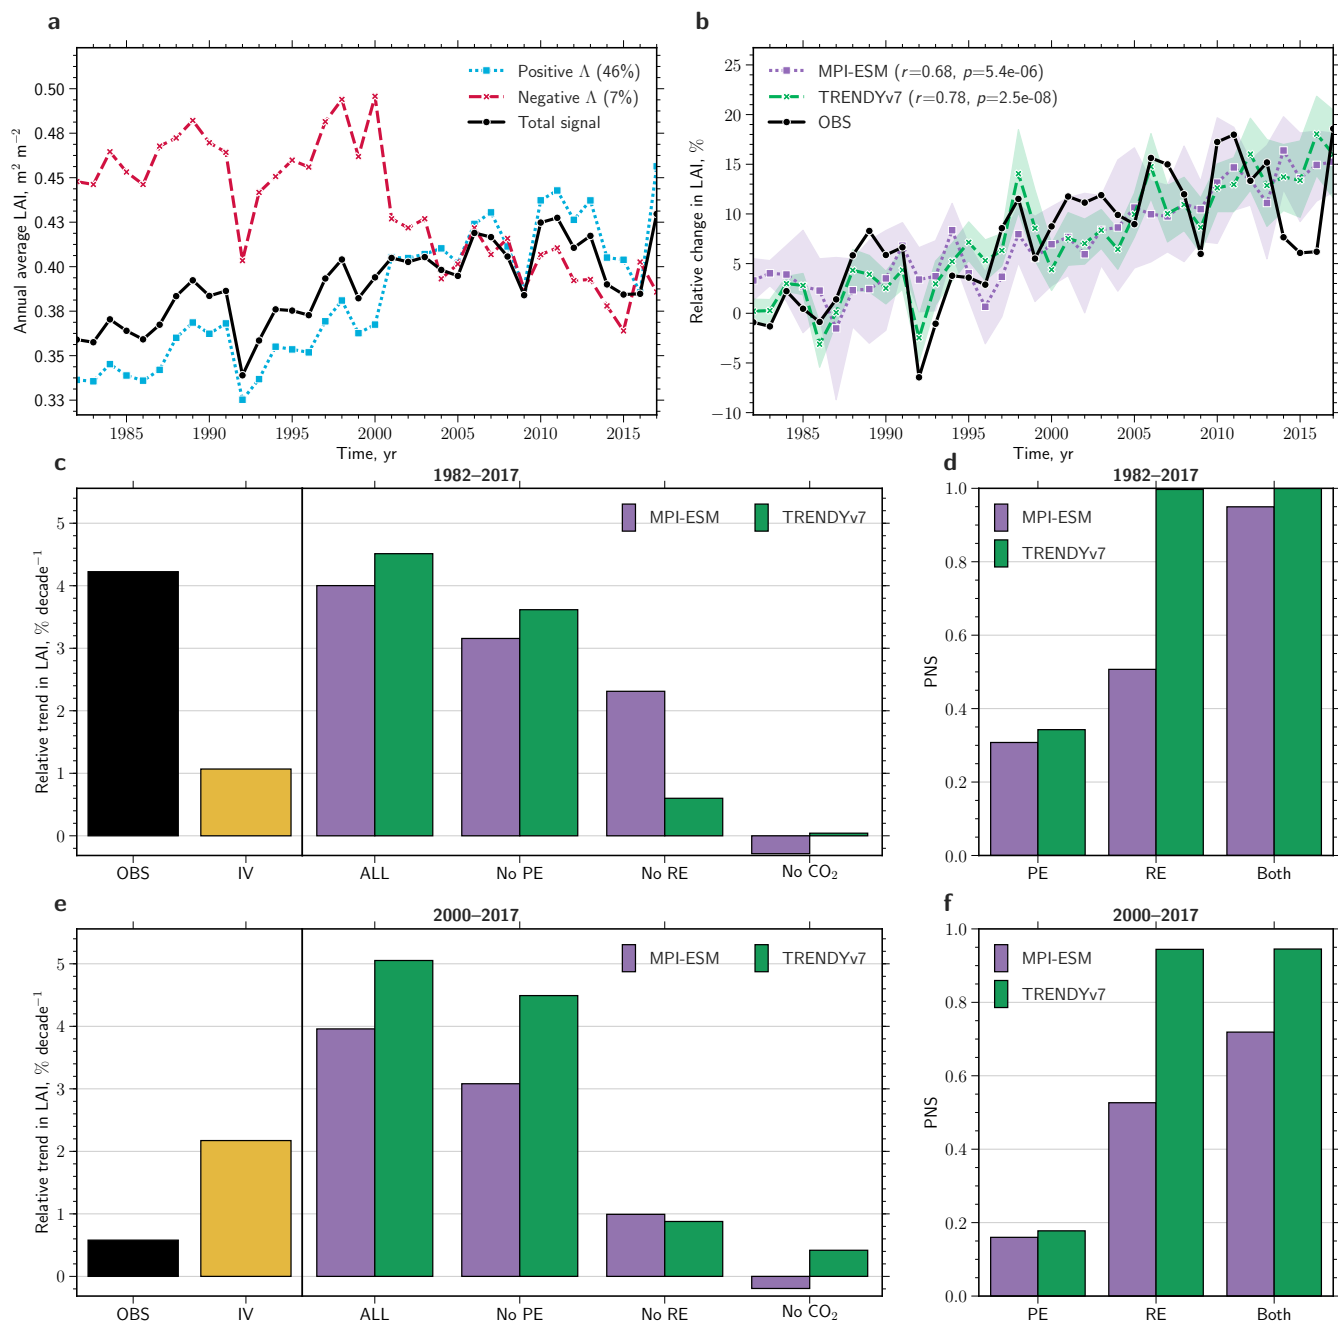 a
Positive Λ (46%)
Negative Λ (7%)
Total signal
Annual average LAI, m² m⁻²
0.50
0.48
0.45
0.43
0.40
0.38
0.35
0.33
1985 1990 1995 2000 2005 2010 2015
Time, yr
b
MPI-ESM (r=0.68, p=5.4e-06)
TRENDYv7 (r=0.78, p=2.5e-08)
OBS
Relative change in LAI, %
25
20
15
10
5
0
−5
−10
1985 1990 1995 2000 2005 2010 2015
Time, yr
c
1982–2017
MPI-ESM TRENDYv7
Relative trend in LAI, % decade⁻¹
5
4
3
2
1
0
OBS IV ALL No PE No RE No CO₂
d
1982–2017
MPI-ESM
TRENDYv7
PNS
1.0
0.8
0.6
0.4
0.2
0.0
PE RE Both
e
2000–2017
MPI-ESM TRENDYv7
Relative trend in LAI, % decade⁻¹
5
4
3
2
1
0
OBS IV ALL No PE No RE No CO₂
f
2000–2017
MPI-ESM
TRENDYv7
PNS
1.0
0.8
0.6
0.4
0.2
0.0
PE RE Both